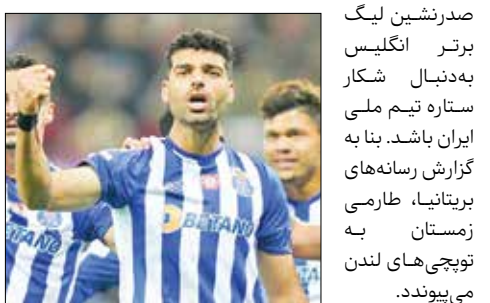 صدرنشین لیگ
برتر انگلیس
به‌دنبال شکار
ستاره تیم ملی
ایران باشد. بنا به
گزارش رسانه‌های
بریتانیا، طارمی
زمستان به
توپچی‌های لندن
می‌پیوندد.
BETANO